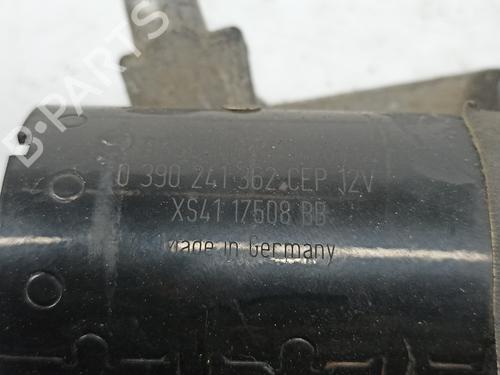 B-PARTS
0 390 241 362 CEP 12V
XS41 17508 BB
Made in Germany